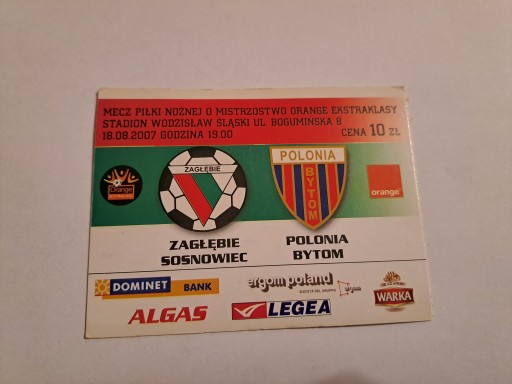 MECZ PIŁKI NOŻNEJ O MISTRZOSTWO ORANGE EKSTRAKLASY
STADION WODZISŁAW ŚLĄSKI UL. BOGUMIŃSKA 8
18.08.2007 GODZINA 19.00
CENA 10 ZŁ
Orange
ZAGŁĘBIE
POLONIA
BYTOM
orange
ZAGŁĘBIE
SOSNOWIEC
POLONIA
BYTOM
DOMINET BANK
ergom poland
WARKA
ALGAS
LEGEA